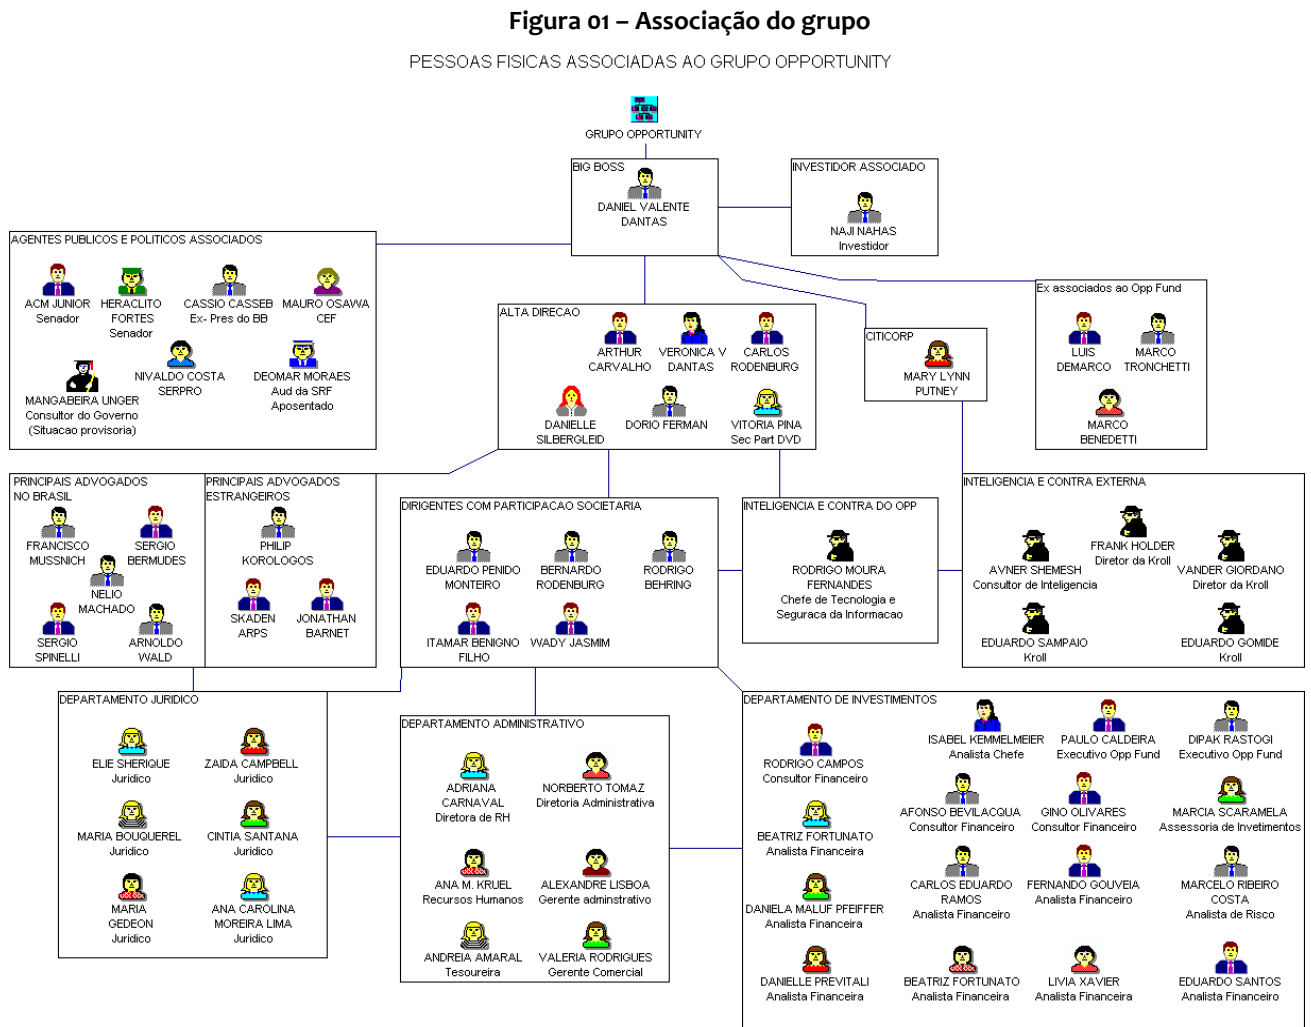 Figura 01 – Associação do grupo
PESSOAS FISICAS ASSOCIADAS AO GRUPO OPPORTUNITY
GRUPO OPPORTUNITY
BIG BOSS
DANIEL VALENTE
DANTAS
INVESTIDOR ASSOCIADO
NAJI NAHAS
Investidor
AGENTES PUBLICOS E POLITICOS ASSOCIADOS
ACM JUNIOR
Senador
HERACLITO
FORTES
Senador
CASSIO CASSEB
Ex- Pres do BB
MAURO OSAWA
CEF
MANGABEIRA UNGER
Consultor do Governo
(Situacao provisoria)
NIVALDO COSTA
SERPRO
DEOMAR MORAES
Aud da SRF
Aposentado
ALTA DIRECAO
ARTHUR
CARVALHO
VERONICA V
DANTAS
CARLOS
RODENBURG
DANIELLE
SILBERGLEID
DORIO FERMAN
VITORIA PINA
Sec Part DVD
CITICORP
MARY LYNN
PUTNEY
Ex associados ao Opp Fund
LUIS
DEMARCO
MARCO
TRONCHETTI
MARCO
BENEDETTI
PRINCIPAIS ADVOGADOS
NO BRASIL
FRANCISCO
MUSSNICH
SERGIO
BERMUDES
NELIO
MACHADO
SERGIO
SPINELLI
ARNOLDO
WALD
PRINCIPAIS ADVOGADOS
ESTRANGEIROS
PHILIP
KOROLOGOS
SKADEN
ARPS
JONATHAN
BARNET
DIRIGENTES COM PARTICIPACAO SOCIETARIA
EDUARDO PENIDO
MONTEIRO
BERNARDO
RODENBURG
RODRIGO
BEHRING
ITAMAR BENIGNO
FILHO
WADY JASMIM
INTELIGENCIA E CONTRA DO OPP
RODRIGO MOURA
FERNANDES
Chefe de Tecnologia e
Seguraca da Informacao
INTELIGENCIA E CONTRA EXTERNA
AVNER SHEMESH
Consultor de Inteligencia
FRANK HOLDER
Diretor da Kroll
VANDER GIORDANO
Diretor da Kroll
EDUARDO SAMPAIO
Kroll
EDUARDO GOMIDE
Kroll
DEPARTAMENTO JURIDICO
ELIE SHERIQUE
Juridico
ZAIDA CAMPBELL
Juridico
MARIA BOUQUEREL
Juridico
CINTIA SANTANA
Juridico
MARIA
GEDEON
Juridico
ANA CAROLINA
MOREIRA LIMA
Juridico
DEPARTAMENTO ADMINISTRATIVO
ADRIANA
CARNAVAL
Diretora de RH
NORBERTO TOMAZ
Diretoria Administrativa
ANA M. KRUEL
Recursos Humanos
ALEXANDRE LISBOA
Gerente adminstrativo
ANDREIA AMARAL
Tesoureira
VALERIA RODRIGUES
Gerente Comercial
DEPARTAMENTO DE INVESTIMENTOS
RODRIGO CAMPOS
Consultor Financeiro
ISABEL KEMMELMEIER
Analista Chefe
PAULO CALDEIRA
Executivo Opp Fund
DIPAK RASTOGI
Executivo Opp Fund
BEATRIZ FORTUNATO
Analista Financeira
AFONSO BEVILACQUA
Consultor Financeiro
GINO OLIVARES
Consultor Financeiro
MARCIA SCARAMELA
Assessoria de Invetimentos
DANIELA MALUF PFEIFFER
Analista Financeira
CARLOS EDUARDO
RAMOS
Analista Financeiro
FERNANDO GOUVEIA
Analista Financeiro
MARCELO RIBEIRO
COSTA
Analista de Risco
DANIELLE PREVITALI
Analista Financeira
BEATRIZ FORTUNATO
Analista Financeira
LIVIA XAVIER
Analista Financeira
EDUARDO SANTOS
Analista Financeiro